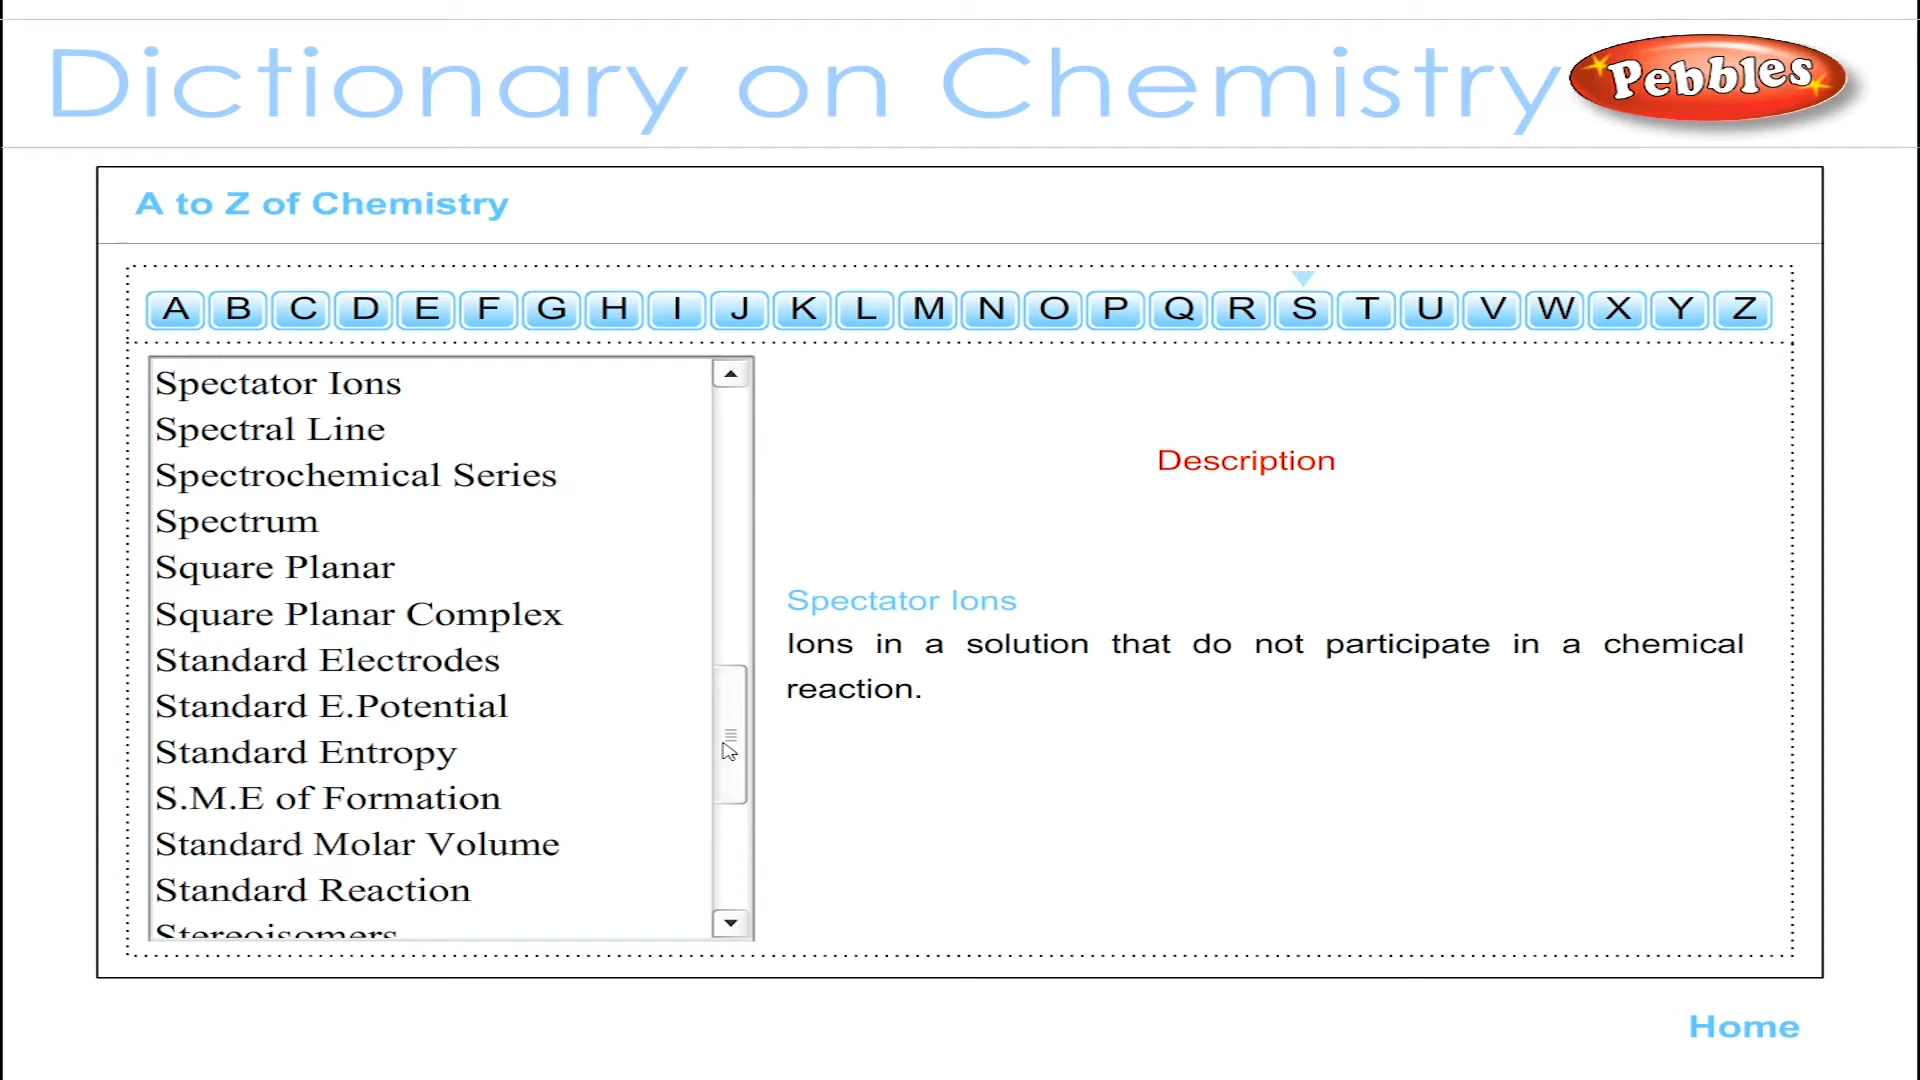 Dictionary on Chemistry
Pebbles
A to Z of Chemistry
A B C D E F G H I J K L M N O P Q R S T U V W X Y Z
Spectator Ions
Spectral Line
Spectrochemical Series
Spectrum
Square Planar
Square Planar Complex
Standard Electrodes
Standard E.Potential
Standard Entropy
S.M.E of Formation
Standard Molar Volume
Standard Reaction
Stereoisomers
Description
Spectator Ions
Ions in a solution that do not participate in a chemical
reaction.
Home